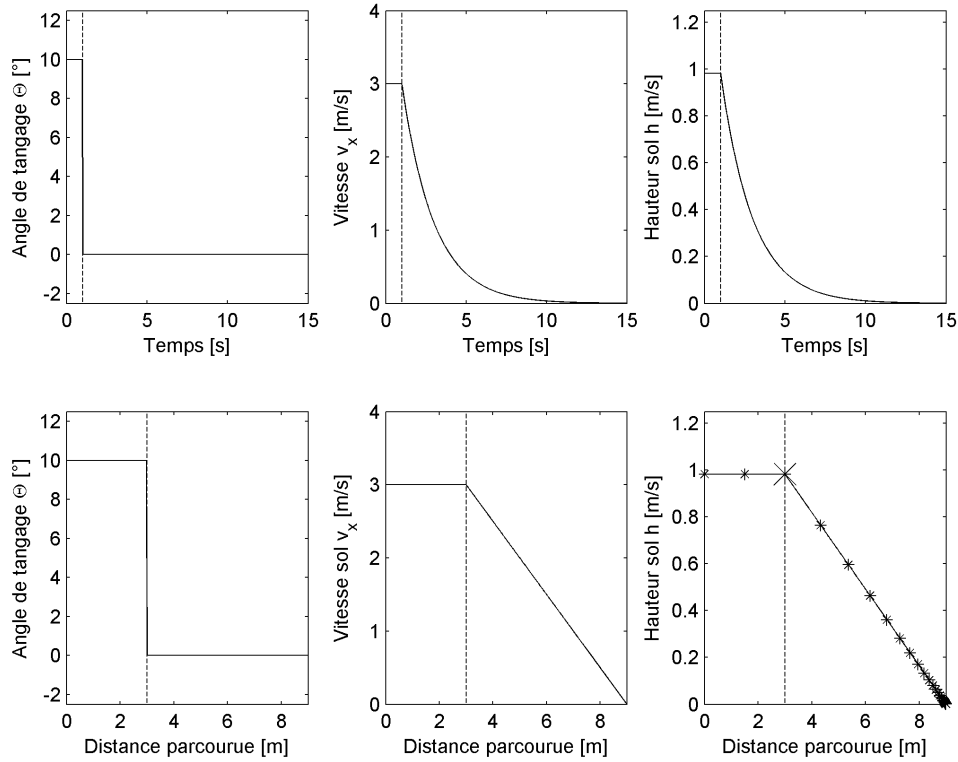 12
10
8
6
4
2
0
-2
Angle de tangage Θ [°]
0 5 10 15
Temps [s]
4
3
2
1
0
Vitesse v_x [m/s]
0 5 10 15
Temps [s]
1.2
1
0.8
0.6
0.4
0.2
0
Hauteur sol h [m/s]
0 5 10 15
Temps [s]
12
10
8
6
4
2
0
-2
Angle de tangage Θ [°]
0 2 4 6 8
Distance parcourue [m]
4
3
2
1
0
Vitesse sol v_x [m/s]
0 2 4 6 8
Distance parcourue [m]
1.2
1
0.8
0.6
0.4
0.2
0
Hauteur sol h [m/s]
0 2 4 6 8
Distance parcourue [m]